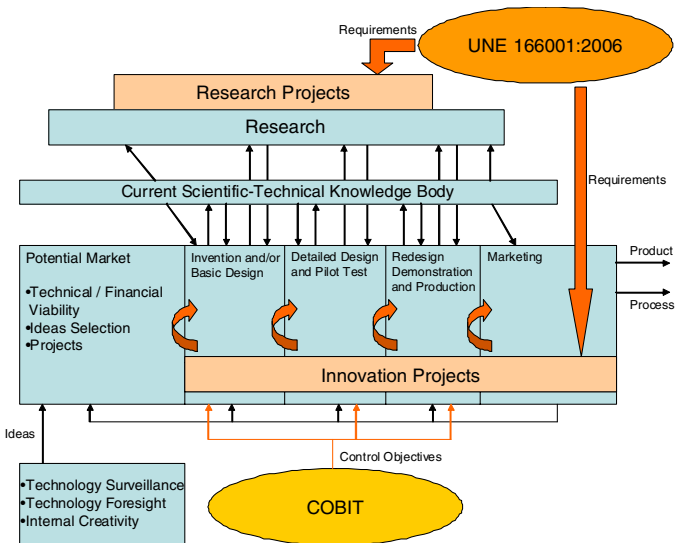 Requirements
UNE 166001:2006
Research Projects
Research
Requirements
Current Scientific-Technical Knowledge Body
Potential Market
•Technical / Financial
Viability
•Ideas Selection
•Projects
Invention and/or
Basic Design
Detailed Design
and Pilot Test
Redesign
Demonstration
and Production
Marketing
Product
Process
Innovation Projects
Ideas
Control Objectives
•Technology Surveillance
•Technology Foresight
•Internal Creativity
COBIT